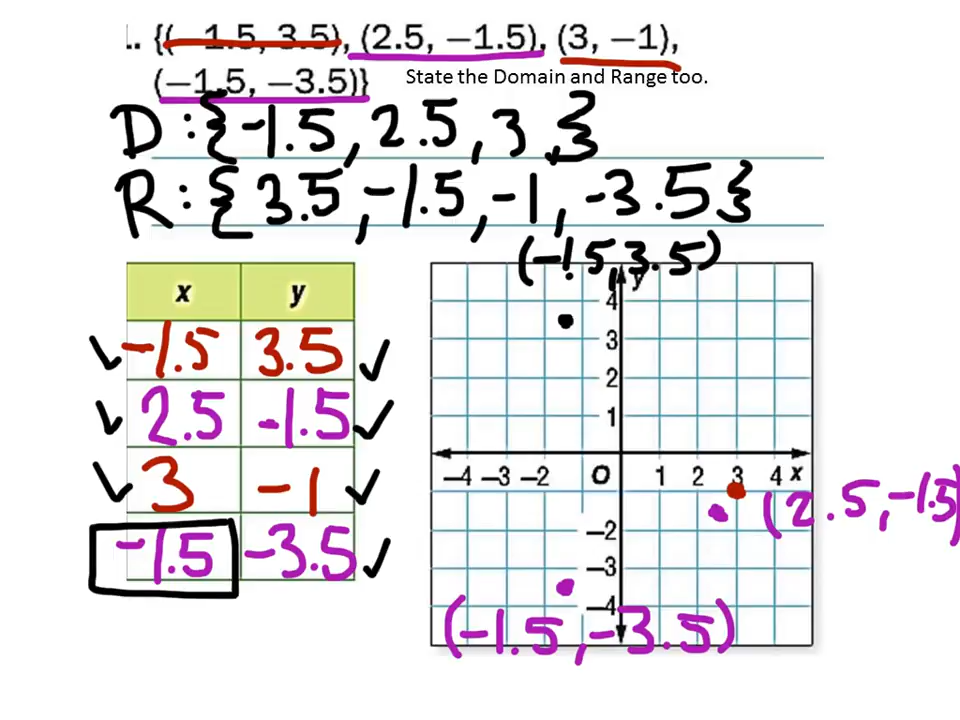 .. {(−1.5, 3.5), (2.5, −1.5), (3, −1),
(−1.5, −3.5)} State the Domain and Range too.
D : {-1.5, 2.5, 3, }
R : {3.5, -1.5, -1, -3.5}
(-1.5, 3.5)
x y
-1.5 3.5
2.5 -1.5
3 -1
-1.5 -3.5
y
4
3
2
1
−4 −3 −2 O 1 2 3 4 x
(2.5, -1.5)
−2
−3
−4
(-1.5, -3.5)